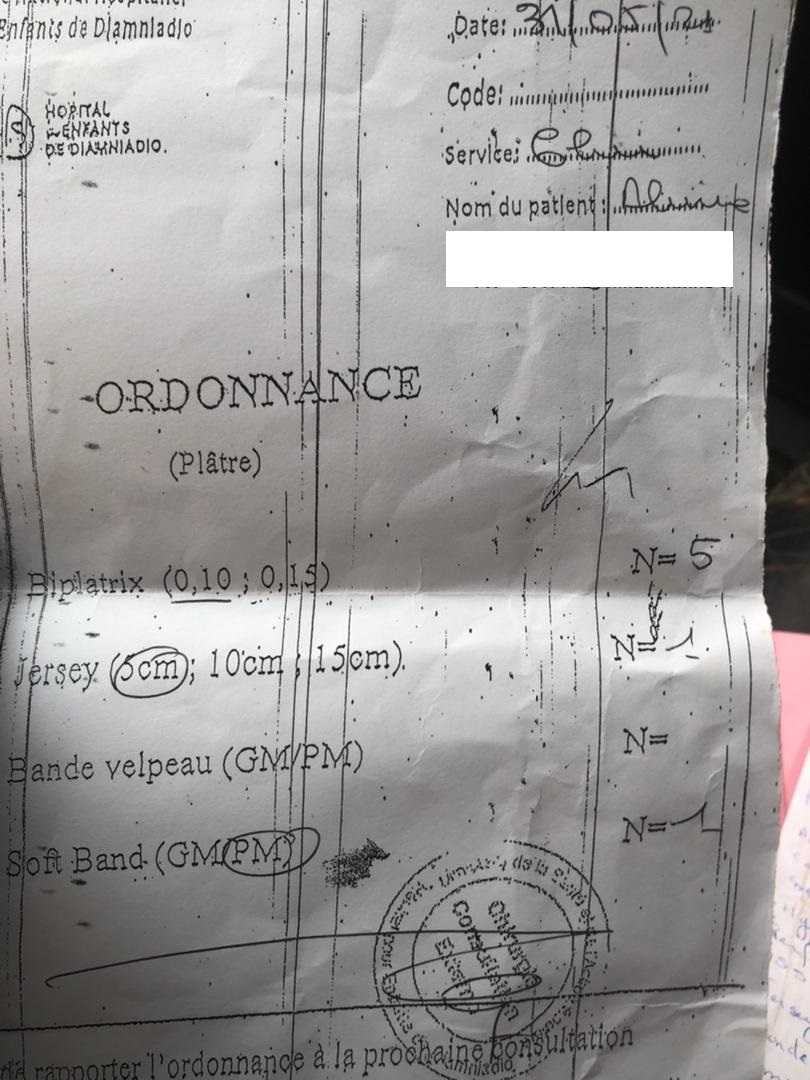 Enfants de Diamniadio
Date: 31/05/21
HOPITAL
ENFANTS
DE DIAMNIADIO.
Code:
Service:
Nom du patient :
ORDONNANCE
(Plâtre)
Biplatrix (0,10 ; 0,15) N= 5
Jersey (5cm ; 10cm ; 15cm). N= 1
Bande velpeau (GM/PM) N=
Soft Band (GM/PM) N= 1
rapporter l'ordonnance à la prochaine consultation